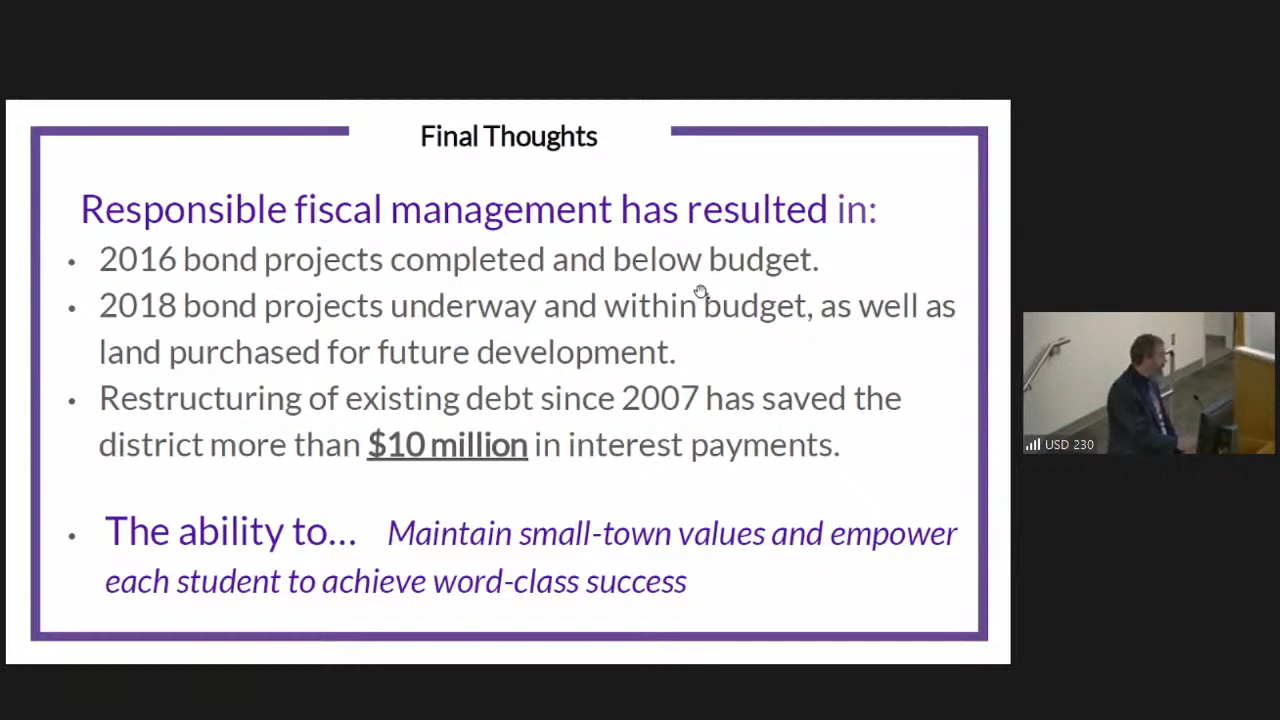 Final Thoughts
Responsible fiscal management has resulted in:
• 2016 bond projects completed and below budget.
• 2018 bond projects underway and within budget, as well as
land purchased for future development.
• Restructuring of existing debt since 2007 has saved the
district more than $10 million in interest payments.
• The ability to... Maintain small-town values and empower
each student to achieve word-class success
USD 230